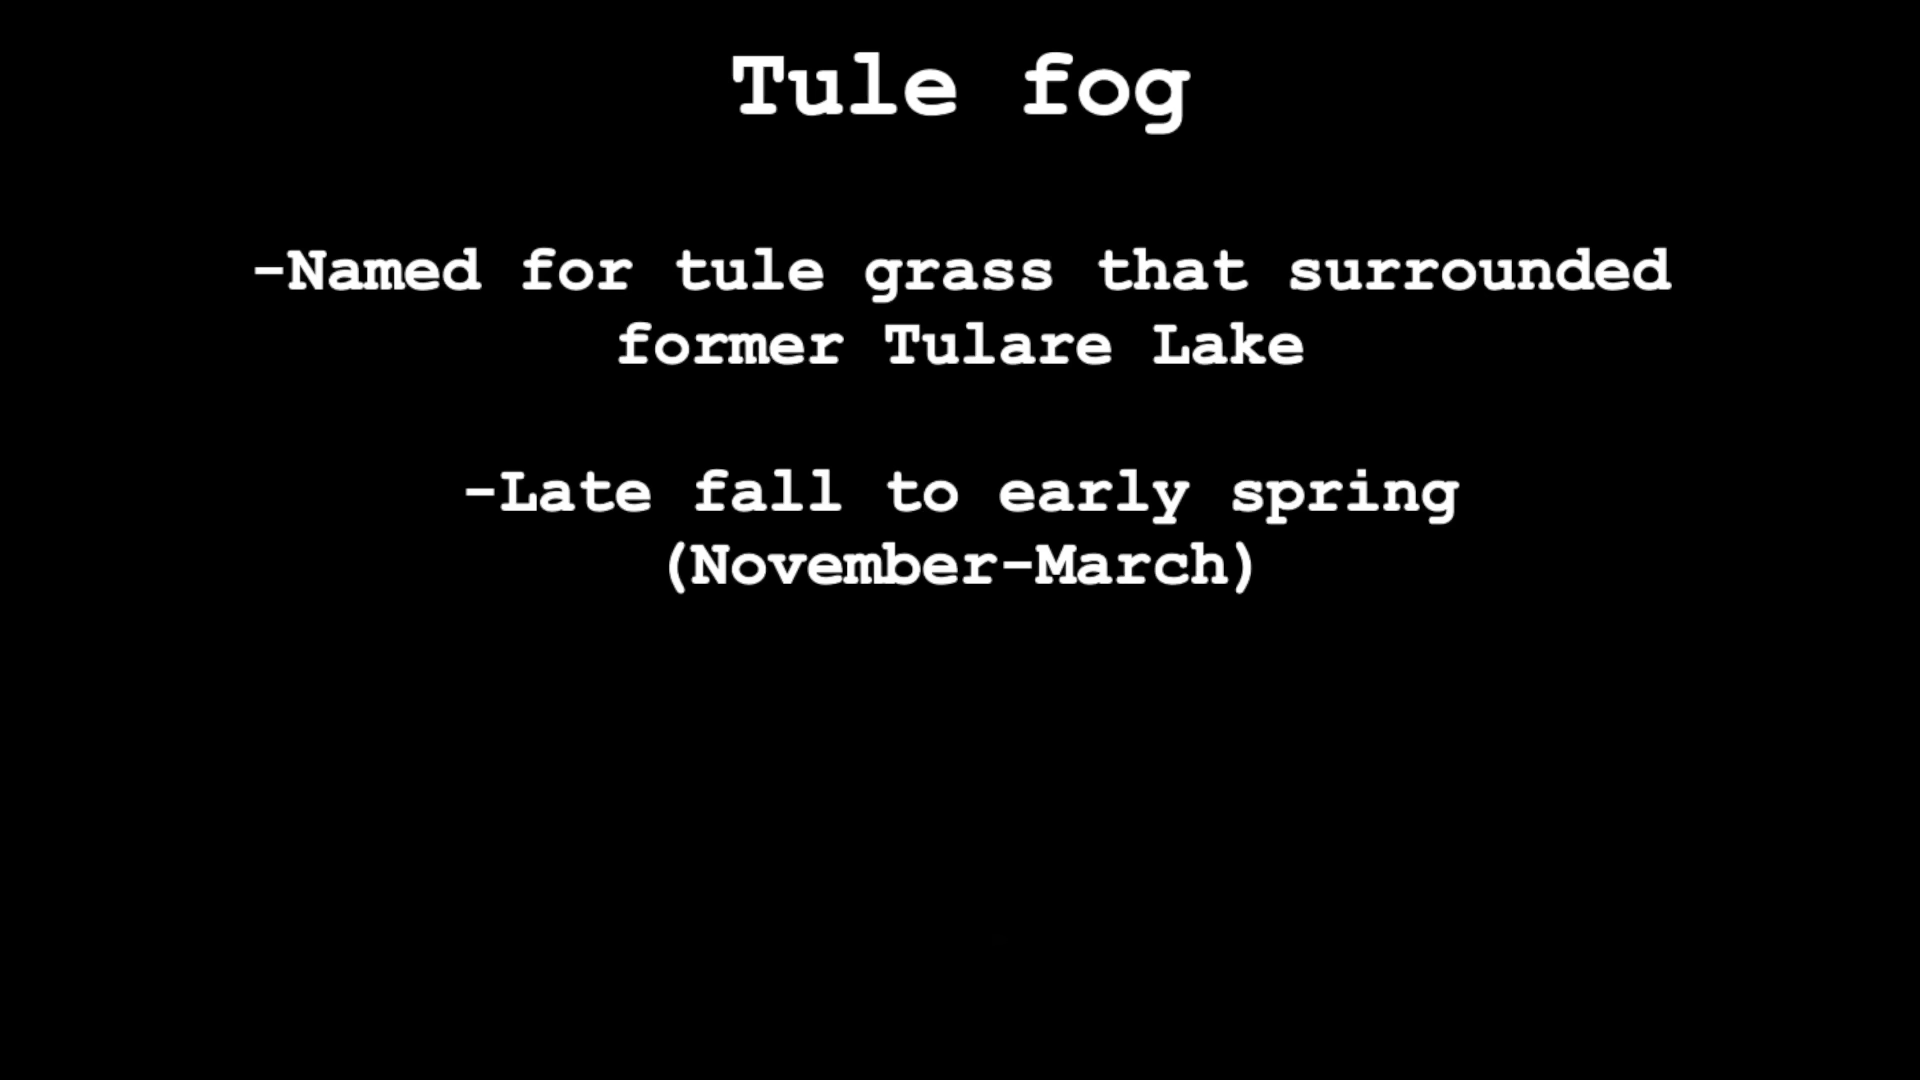 Tule fog
-Named for tule grass that surrounded
former Tulare Lake
-Late fall to early spring
(November-March)